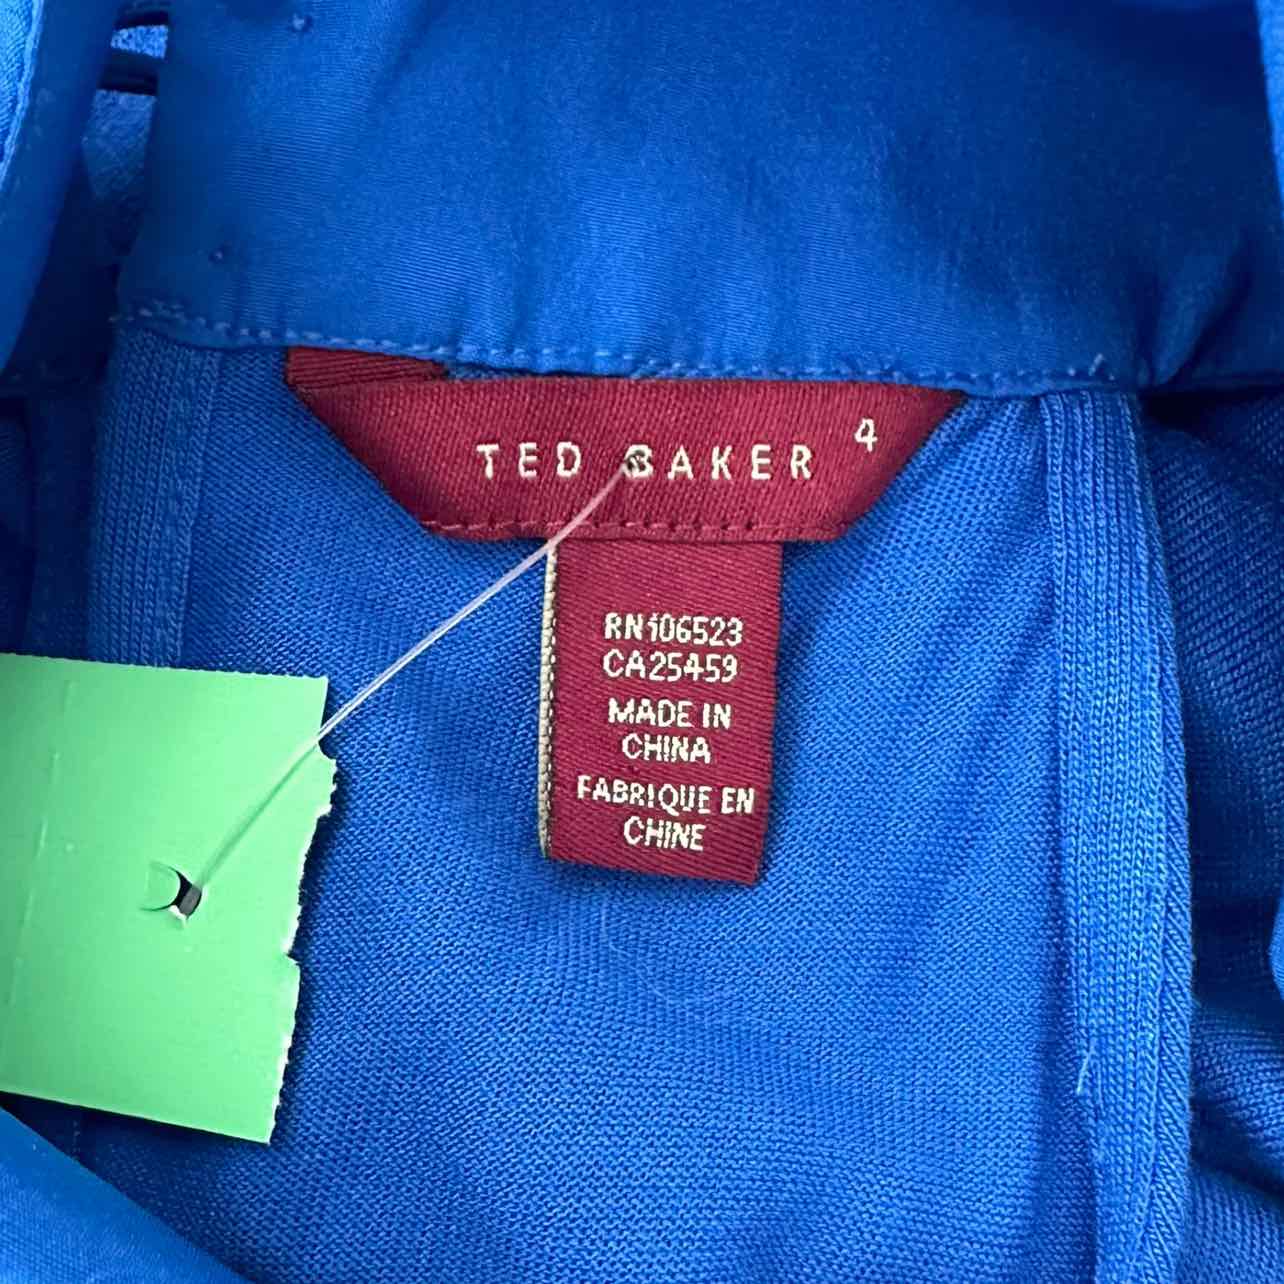 TED BAKER 4
RN106523
CA25459
MADE IN
CHINA
FABRIQUE EN
CHINE